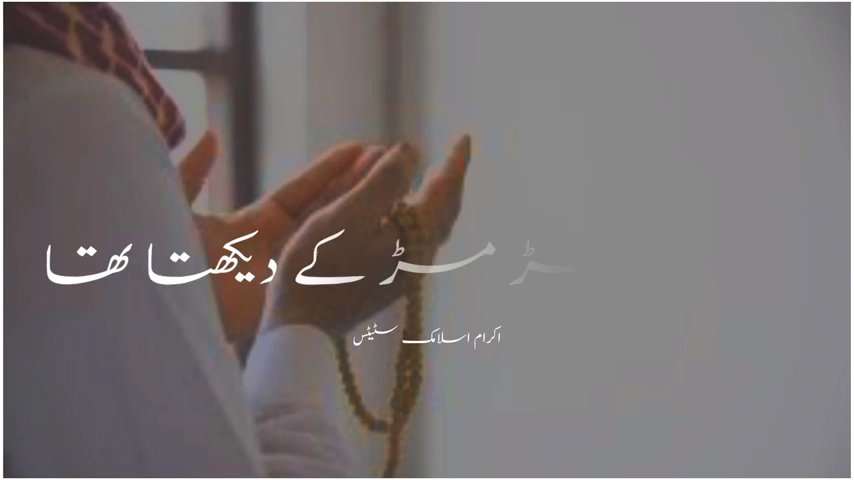 مڑ کے دیکھتا تھا
اکرام اسلامک سٹیٹس